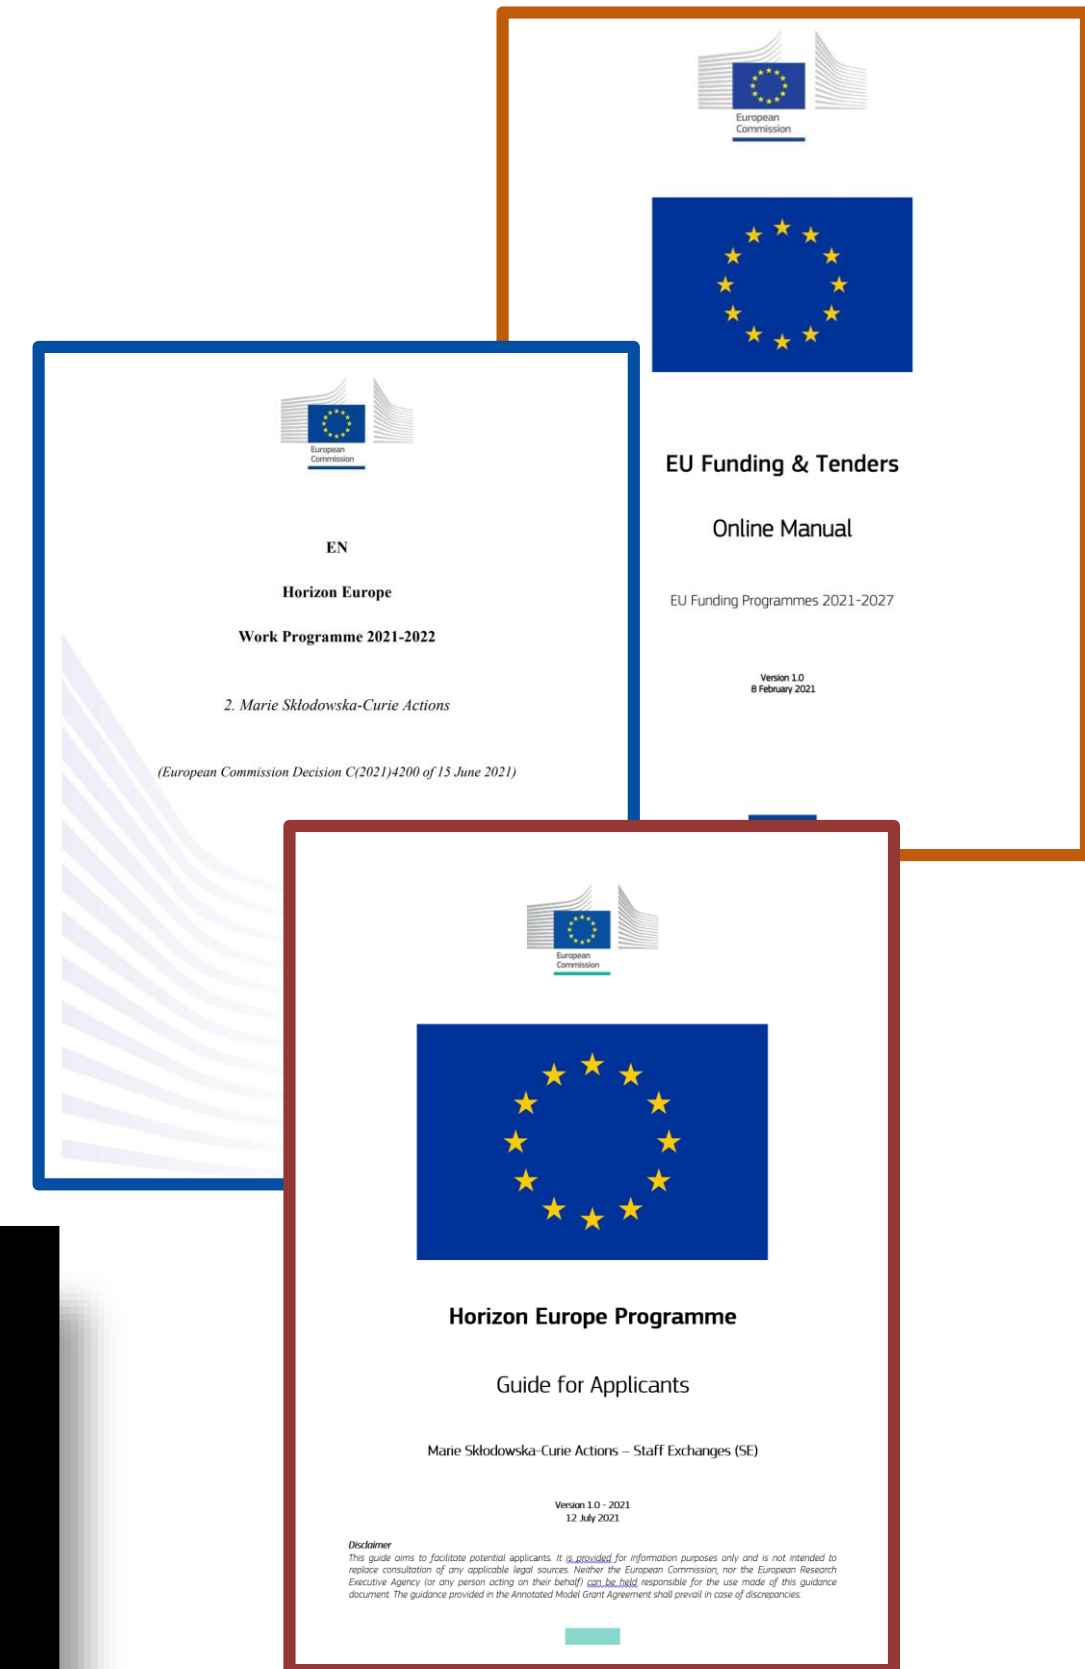 European
Commission
EU Funding & Tenders
Online Manual
EU Funding Programmes 2021-2027
Version 1.0
8 February 2021
European
Commission
EN
Horizon Europe
Work Programme 2021-2022
2. Marie Skłodowska-Curie Actions
(European Commission Decision C(2021)4200 of 15 June 2021)
European
Commission
Horizon Europe Programme
Guide for Applicants
Marie Skłodowska-Curie Actions – Staff Exchanges (SE)
Version 1.0 - 2021
12 July 2021
Disclaimer
This guide aims to facilitate potential applicants. It is provided for information purposes only and is not intended to
replace consultation of any applicable legal sources. Neither the European Commission, nor the European Research
Executive Agency (or any person acting on their behalf) can be held responsible for the use made of this guidance
document. The guidance provided in the Annotated Model Grant Agreement shall prevail in case of discrepancies.